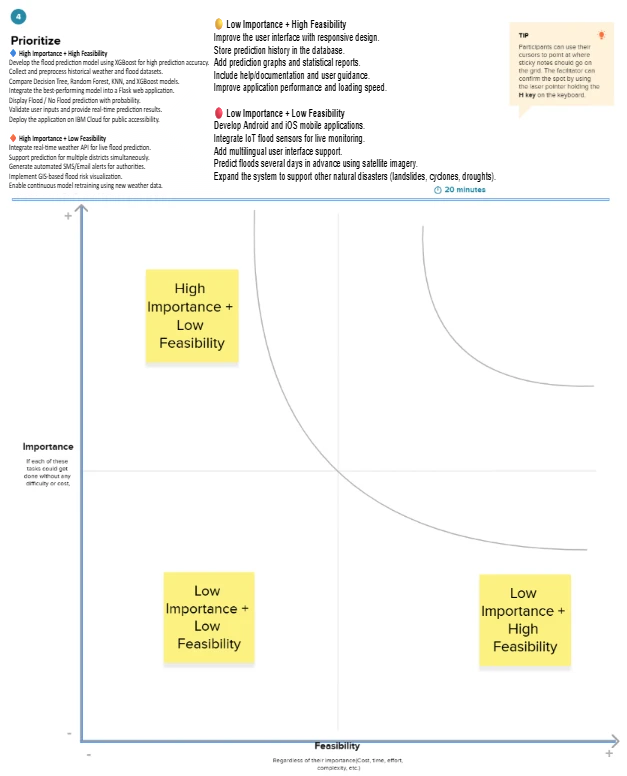 4
Prioritize
High Importance + High Feasibility
Develop the flood prediction model using XGBoost for high prediction accuracy.
Collect and preprocess historical weather and flood datasets.
Compare Decision Tree, Random Forest, KNN, and XGBoost models.
Integrate the best-performing model into a Flask web application.
Display Flood / No Flood prediction with probability.
Validate user inputs and provide real-time prediction results.
Deploy the application on IBM Cloud for public accessibility.
High Importance + Low Feasibility
Integrate real-time weather API for live flood prediction.
Support prediction for multiple districts simultaneously.
Generate automated SMS/Email alerts for authorities.
Implement GIS-based flood risk visualization.
Enable continuous model retraining using new weather data.
Low Importance + High Feasibility
Improve the user interface with responsive design.
Store prediction history in the database.
Add prediction graphs and statistical reports.
Include help/documentation and user guidance.
Improve application performance and loading speed.
Low Importance + Low Feasibility
Develop Android and iOS mobile applications.
Integrate IoT flood sensors for live monitoring.
Add multilingual user interface support.
Predict floods several days in advance using satellite imagery.
Expand the system to support other natural disasters (landslides, cyclones, droughts).
20 minutes
TIP
Participants can use their
cursors to point at where
sticky notes should go on
the grid. The facilitator can
confirm the spot by using
the laser pointer holding the
H key on the keyboard.
+
High
Importance +
Low
Feasibility
Importance
If each of these
tasks could get
done without any
difficulty or cost,
Low
Importance +
Low
Feasibility
Low
Importance +
High
Feasibility
-
-
Feasibility
+
Regardless of their importance(Cost, time, effort,
complexity, etc.)